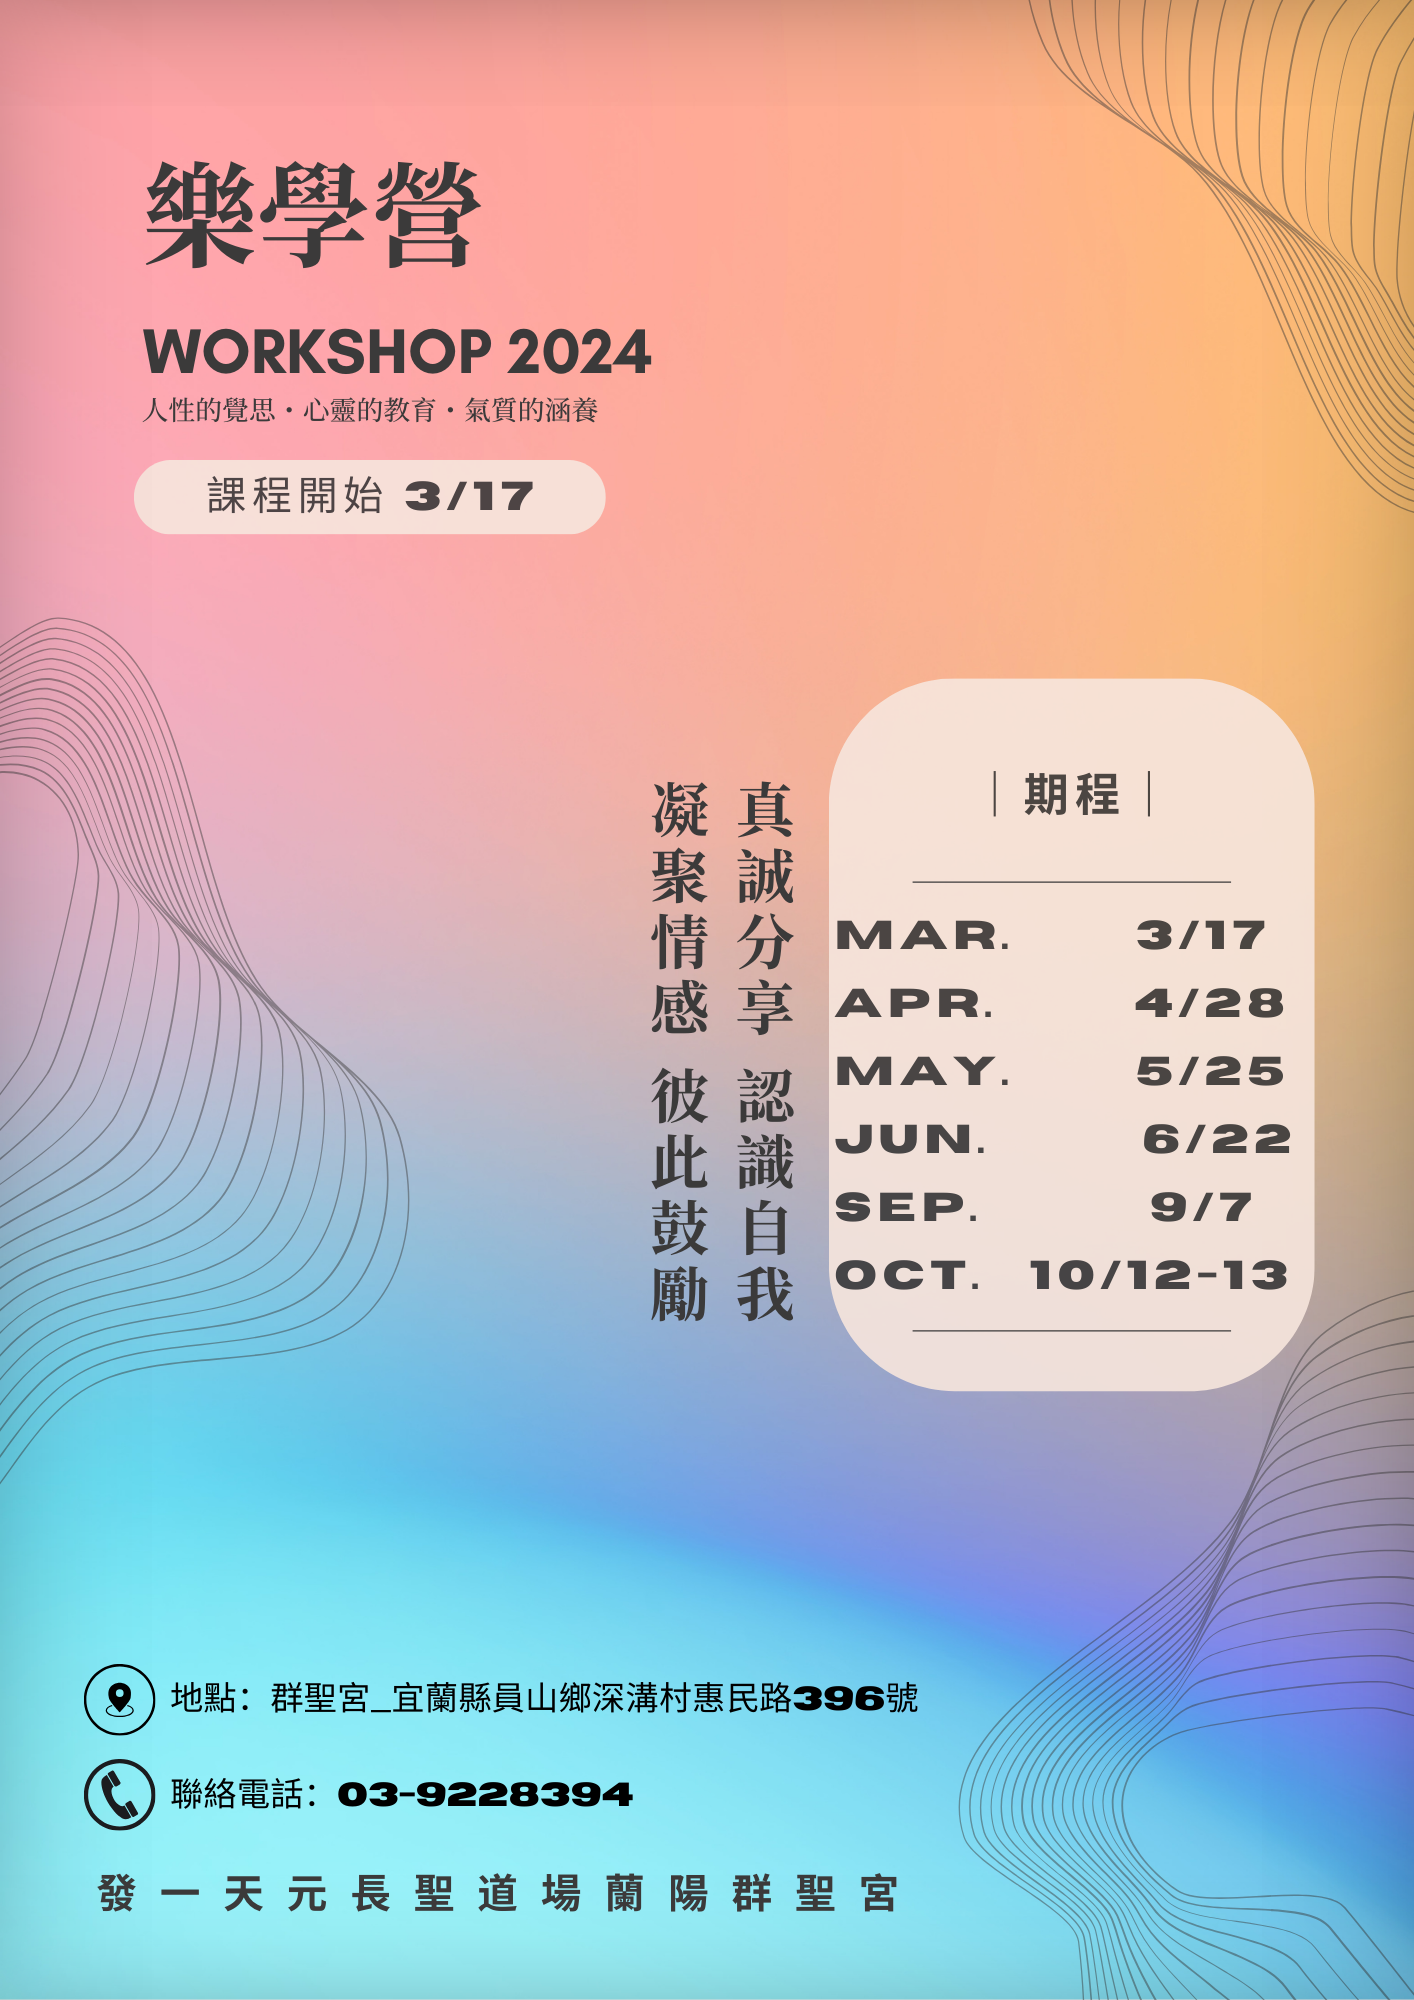 樂學營
WORKSHOP 2024
人性的覺思・心靈的教育・氣質的涵養
課程開始 3/17
真誠分享 認識自我
凝聚情感 彼此鼓勵
｜期程｜
MAR. 3/17
APR. 4/28
MAY. 5/25
JUN. 6/22
SEP. 9/7
OCT. 10/12-13
地點：群聖宮_宜蘭縣員山鄉深溝村惠民路396號
聯絡電話：03-9228394
發一天元長聖道場蘭陽群聖宮